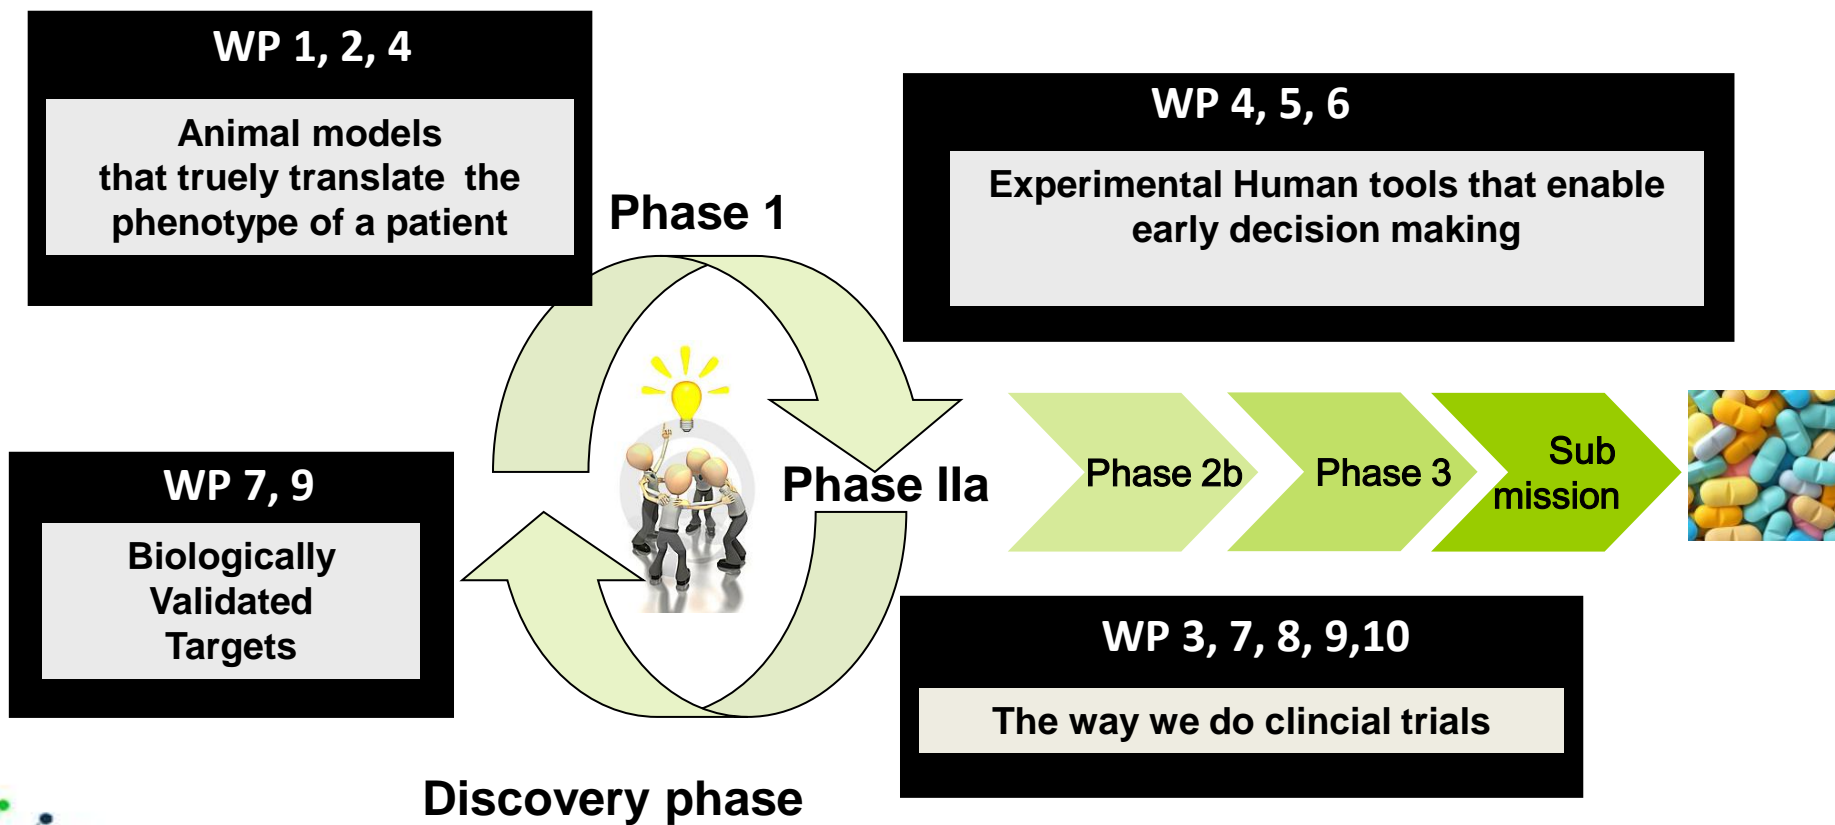 WP 1, 2, 4
Animal models
that truely translate the
phenotype of a patient
WP 4, 5, 6
Experimental Human tools that enable
early decision making
Phase 1
Phase IIa
Phase 2b
Phase 3
Sub
mission
WP 7, 9
Biologically
Validated
Targets
WP 3, 7, 8, 9,10
The way we do clincial trials
Discovery phase